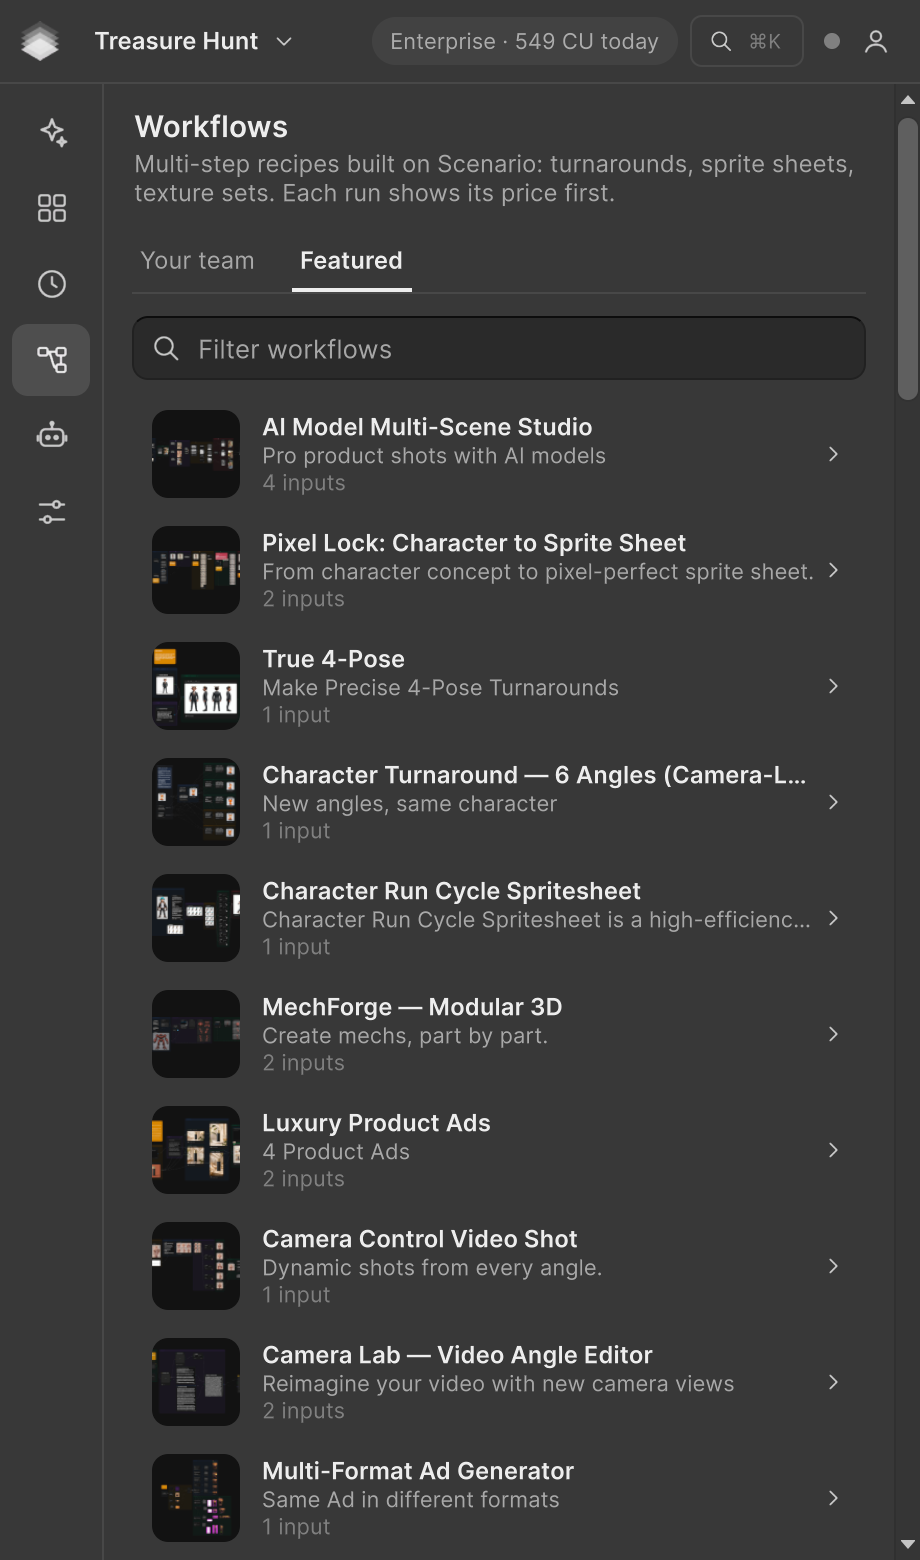 Treasure Hunt
Enterprise · 549 CU today
⌘K
Workflows
Multi-step recipes built on Scenario: turnarounds, sprite sheets,
texture sets. Each run shows its price first.
Your team
Featured
Filter workflows
AI Model Multi-Scene Studio
Pro product shots with AI models
4 inputs
Pixel Lock: Character to Sprite Sheet
From character concept to pixel-perfect sprite sheet.
2 inputs
True 4-Pose
Make Precise 4-Pose Turnarounds
1 input
Character Turnaround — 6 Angles (Camera-L...
New angles, same character
1 input
Character Run Cycle Spritesheet
Character Run Cycle Spritesheet is a high-efficienc...
1 input
MechForge — Modular 3D
Create mechs, part by part.
2 inputs
Luxury Product Ads
4 Product Ads
2 inputs
Camera Control Video Shot
Dynamic shots from every angle.
1 input
Camera Lab — Video Angle Editor
Reimagine your video with new camera views
2 inputs
Multi-Format Ad Generator
Same Ad in different formats
1 input